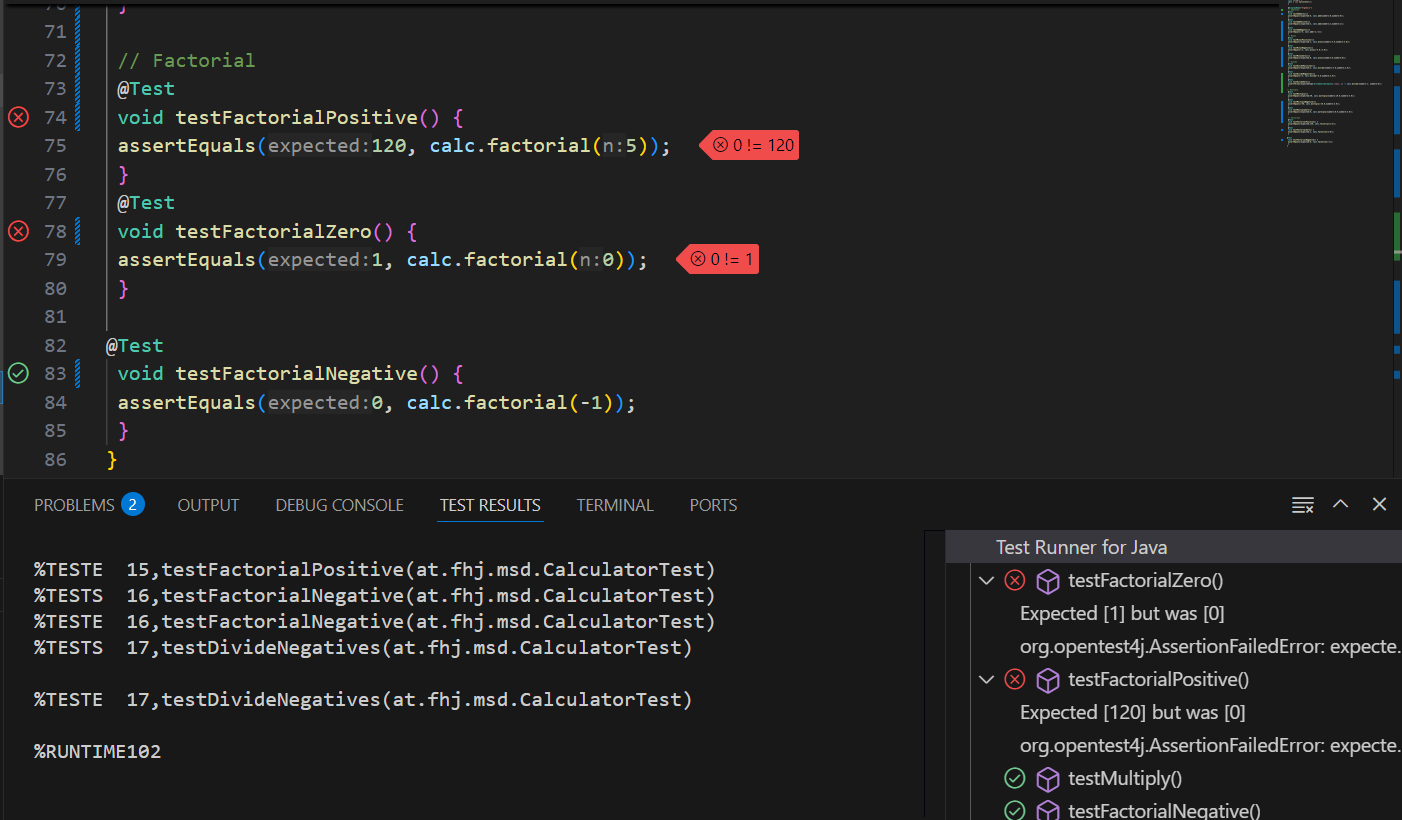 70 }
71
72 // Factorial
73 @Test
74 void testFactorialPositive() {
75 assertEquals(expected:120, calc.factorial(n:5)); 0 != 120
76 }
77 @Test
78 void testFactorialZero() {
79 assertEquals(expected:1, calc.factorial(n:0)); 0 != 1
80 }
81
82 @Test
83 void testFactorialNegative() {
84 assertEquals(expected:0, calc.factorial(-1));
85 }
86 }
PROBLEMS 2 OUTPUT DEBUG CONSOLE TEST RESULTS TERMINAL PORTS
%TESTE 15,testFactorialPositive(at.fhj.msd.CalculatorTest)
%TESTS 16,testFactorialNegative(at.fhj.msd.CalculatorTest)
%TESTE 16,testFactorialNegative(at.fhj.msd.CalculatorTest)
%TESTS 17,testDivideNegatives(at.fhj.msd.CalculatorTest)
%TESTE 17,testDivideNegatives(at.fhj.msd.CalculatorTest)
%RUNTIME102
Test Runner for Java
testFactorialZero()
Expected [1] but was [0]
org.opentest4j.AssertionFailedError: expecte...
testFactorialPositive()
Expected [120] but was [0]
org.opentest4j.AssertionFailedError: expecte...
testMultiply()
testFactorialNegative()